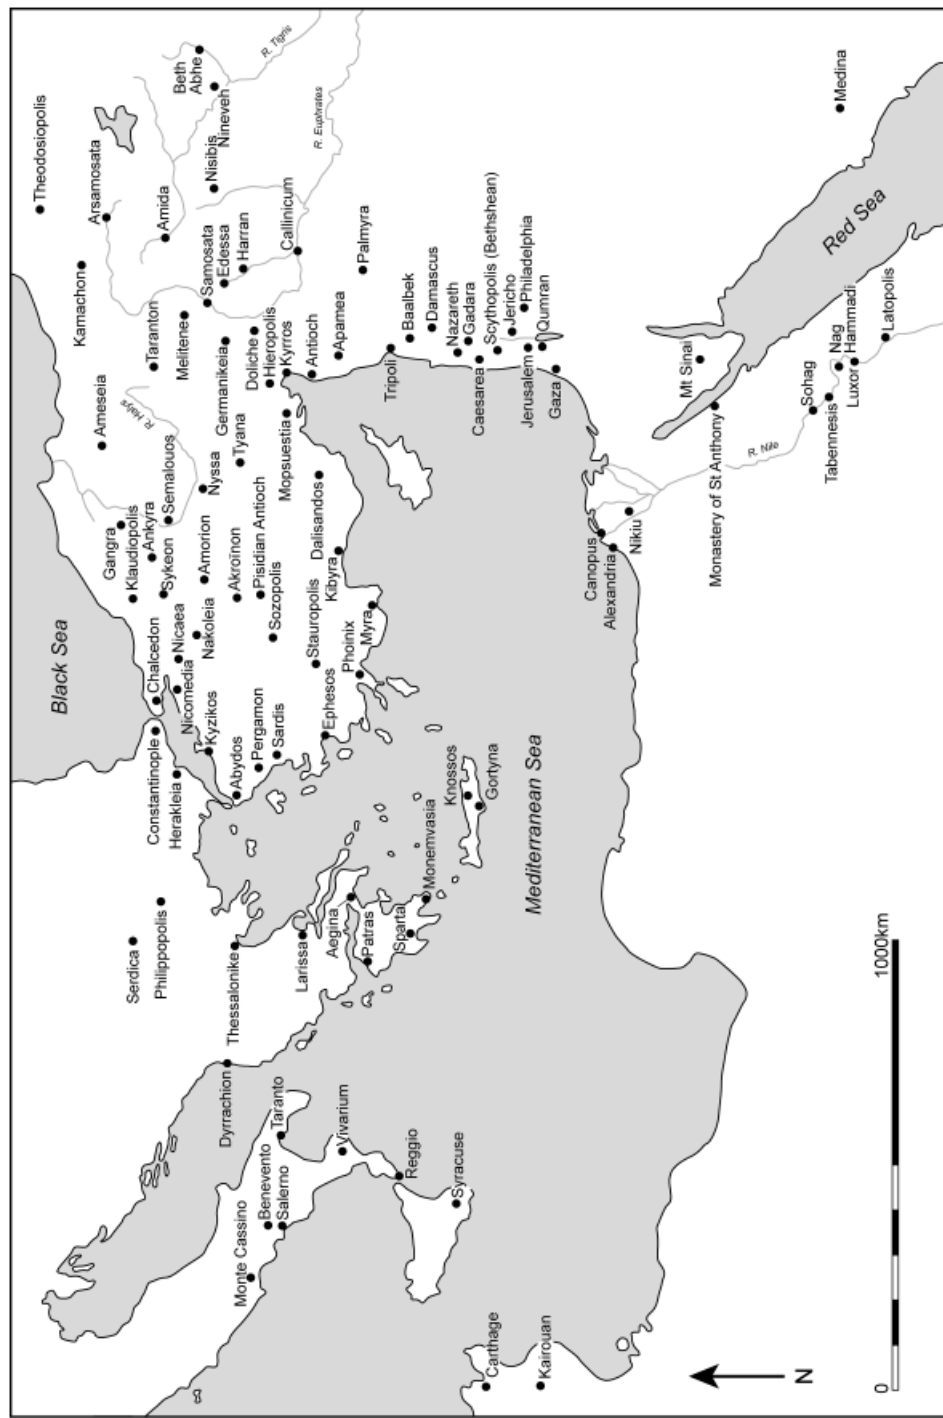 Theodosiopolis
Black Sea
Kamachon
Ameseia
Arsamosata
Gangra
Serdica
Klaudiopolis
Ankyra
R. Halys
Taranton
Constantinople
Chalcedon
Philippopolis
Sykeon
Semalouos
Amida
Herakleia
Nicomedia
Nicaea
Melitene
Beth
Abhe
Nakoleia
Amorion
Nyssa
Samosata
Kyzikos
Nisibis
Nineveh
Dyrrachion
Germanikeia
Edessa
Thessalonike
Abydos
Akroinon
Tyana
Harran
R. Tigris
Monte Cassino
Pergamon
Pisidian Antioch
Doliche
Benevento
Sardis
Sozopolis
Hieropolis
Salerno
Taranto
Mopsuestia
Kyrros
Callinicum
Larissa
Stauropolis
Dalisandos
Antioch
R. Euphrates
Ephesos
Kibyra
Apamea
Vivarium
Aegina
Phoinix
Myra
Palmyra
Patras
Tripoli
Sparta
Baalbek
Reggio
Monemvasia
Damascus
Syracuse
Knossos
Nazareth
Gortyna
Gadara
Caesarea
Carthage
Scythopolis (Bethshean)
Jericho
Mediterranean Sea
Jerusalem
Philadelphia
Kairouan
Qumran
Gaza
Canopus
Alexandria
Nikiu
Mt Sinai
Monastery of St Anthony
R. Nile
Sohag
Tabennesis
Nag
Hammadi
Medina
Luxor
Red Sea
Latopolis
N
0
1000km